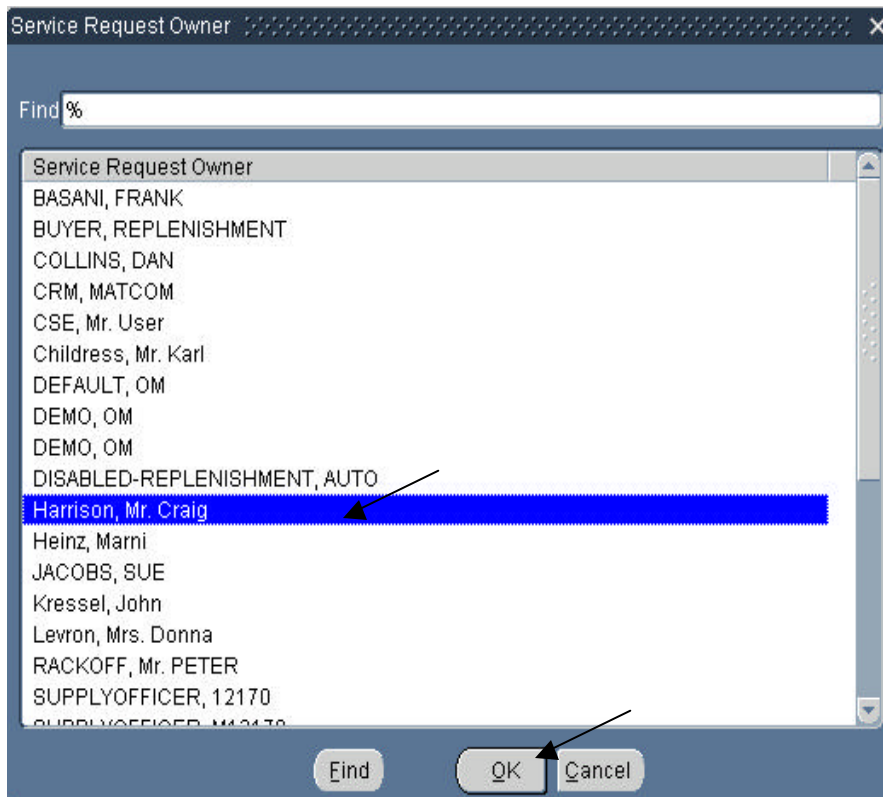 Service Request Owner
Find %
Service Request Owner
BASANI, FRANK
BUYER, REPLENISHMENT
COLLINS, DAN
CRM, MATCOM
CSE, Mr. User
Childress, Mr. Karl
DEFAULT, OM
DEMO, OM
DEMO, OM
DISABLED-REPLENISHMENT, AUTO
Harrison, Mr. Craig
Heinz, Marni
JACOBS, SUE
Kressel, John
Levron, Mrs. Donna
RACKOFF, Mr. PETER
SUPPLYOFFICER, 12170
Find OK Cancel